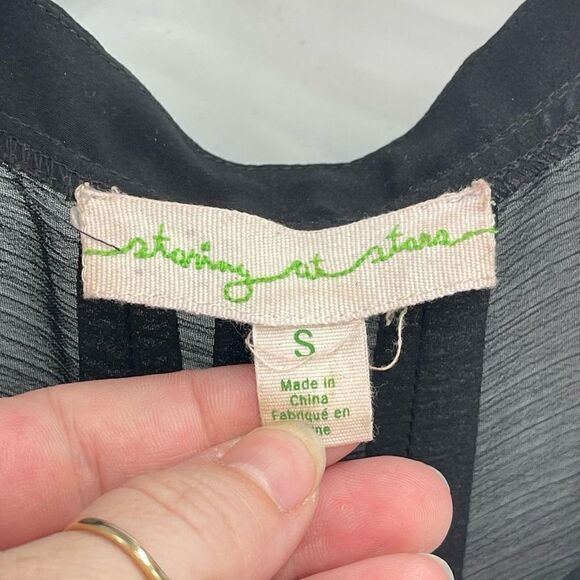 staring at stars
S
Made in
China
Fabriqué en